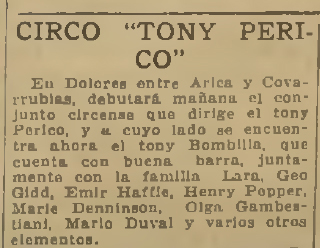 CIRCO "TONY PERI-
CO"
En Dolores entre Arica y Cova-
rrubias, debutará mañana el con-
junto circense que dirige el tony
Perico, y a cuyo lado se encuen-
tra ahora el tony Bombilla, que
cuenta con buena barra, junta-
mente con la familia Lara, Geo
Gidd, Emir Haffie, Henry Popper,
Marie Denninson, Olga Gambes-
tiani, Mario Duval y varios otros
elementos.